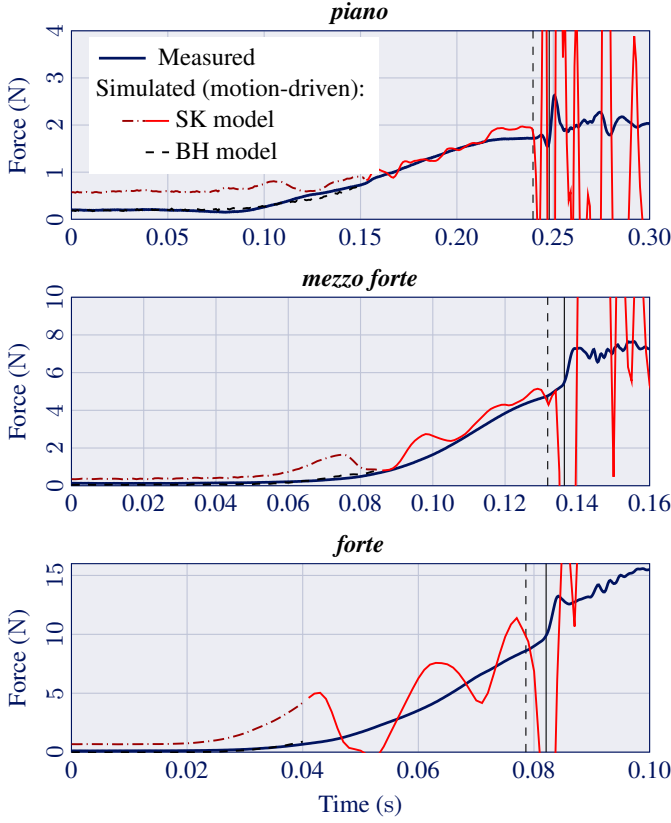 piano
4
3
2
1
0
Force (N)
Measured
Simulated (motion-driven):
SK model
BH model
0 0.05 0.10 0.15 0.20 0.25 0.30
mezzo forte
10
8
6
4
2
0
Force (N)
0 0.02 0.04 0.06 0.08 0.10 0.12 0.14 0.16
forte
15
10
5
0
Force (N)
0 0.02 0.04 0.06 0.08 0.10
Time (s)